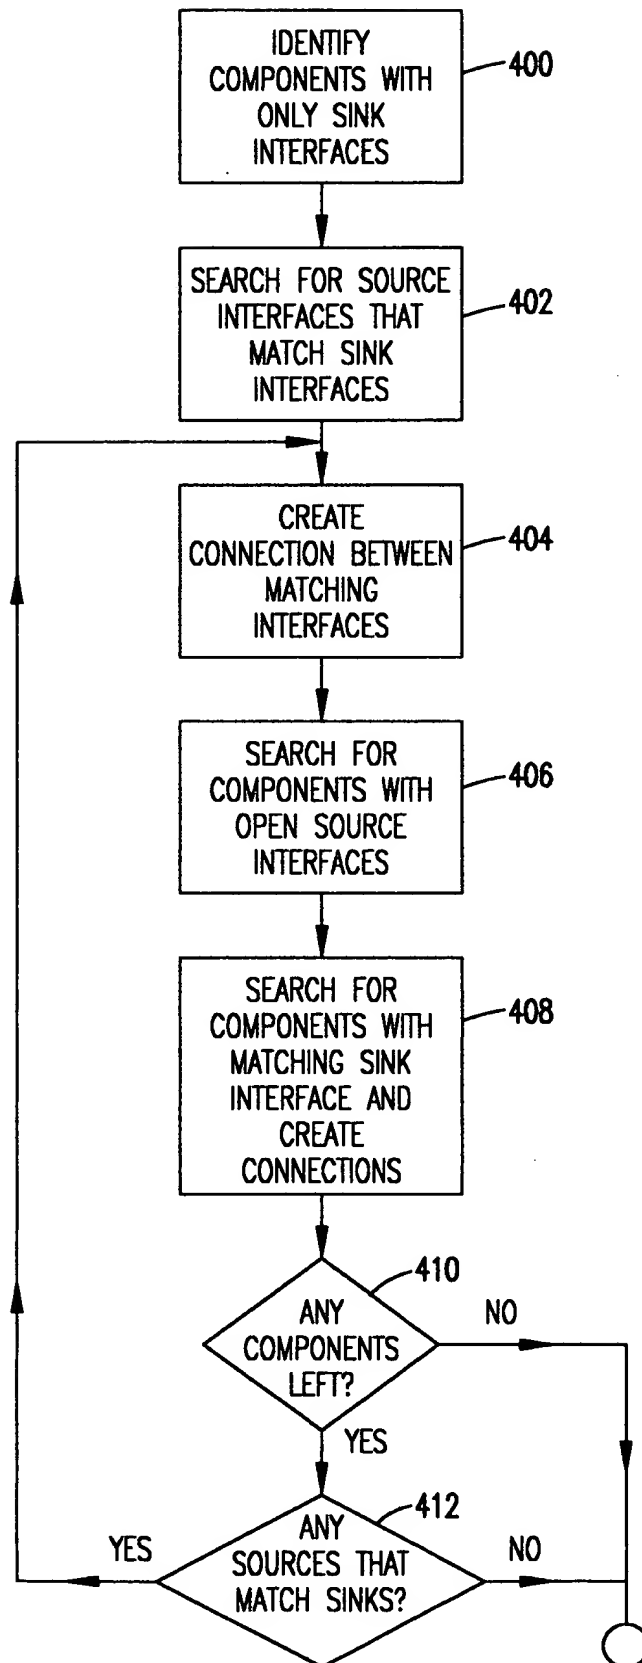 IDENTIFY
COMPONENTS WITH
ONLY SINK
INTERFACES
400
SEARCH FOR SOURCE
INTERFACES THAT
MATCH SINK
INTERFACES
402
CREATE
CONNECTION BETWEEN
MATCHING
INTERFACES
404
SEARCH FOR
COMPONENTS WITH
OPEN SOURCE
INTERFACES
406
SEARCH FOR
COMPONENTS WITH
MATCHING SINK
INTERFACE AND
CREATE
CONNECTIONS
408
410
ANY
COMPONENTS
LEFT?
NO
YES
412
ANY
SOURCES THAT
MATCH SINKS?
YES
NO